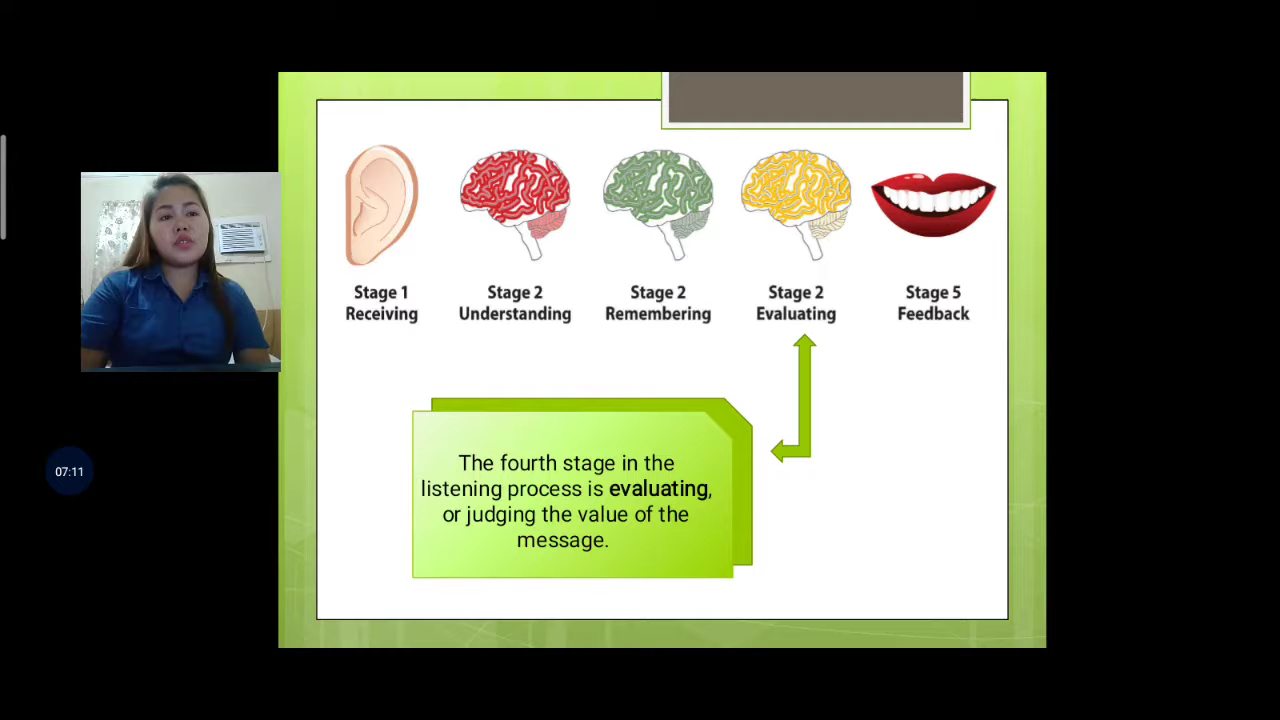 Stage 1
Receiving
Stage 2
Understanding
Stage 2
Remembering
Stage 2
Evaluating
Stage 5
Feedback
The fourth stage in the
listening process is evaluating,
or judging the value of the
message.
07:11